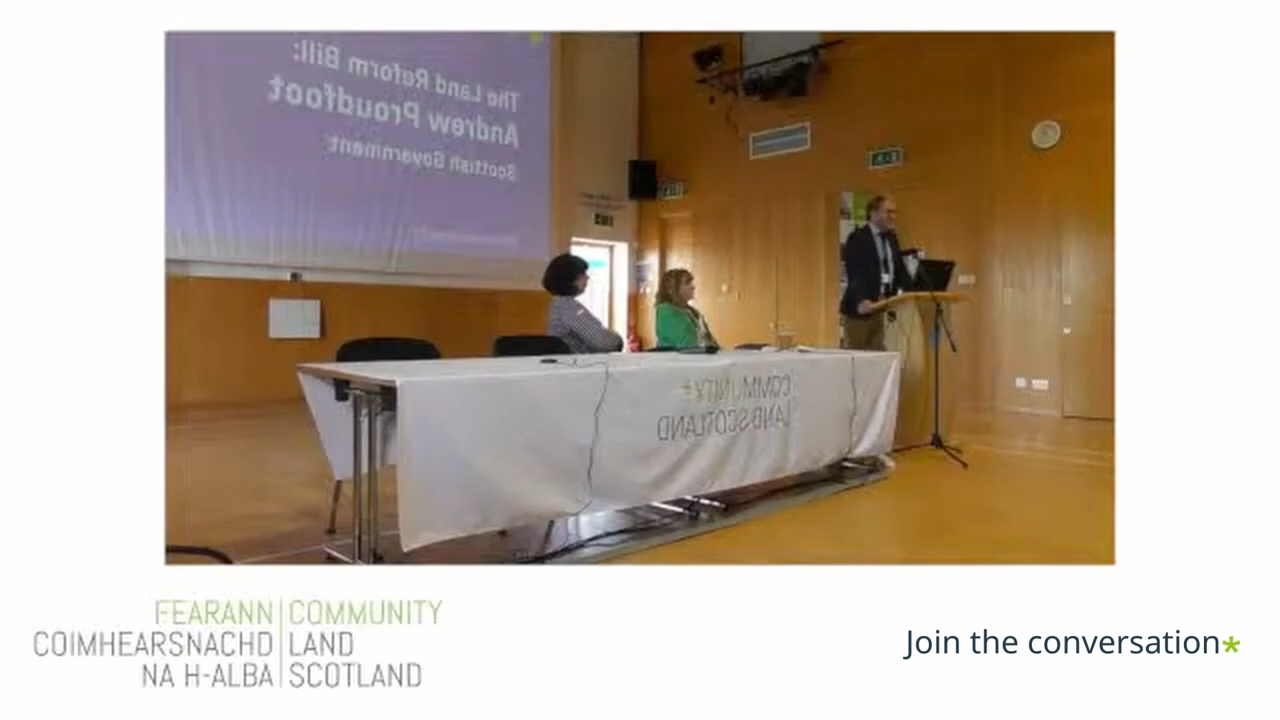 The Land Reform Bill:
Andrew Proudfoot
Scottish Government
COMMUNITY
LAND SCOTLAND
FEARANN COMMUNITY
COIMHEARSNACHD LAND
NA H-ALBA SCOTLAND
Join the conversation*